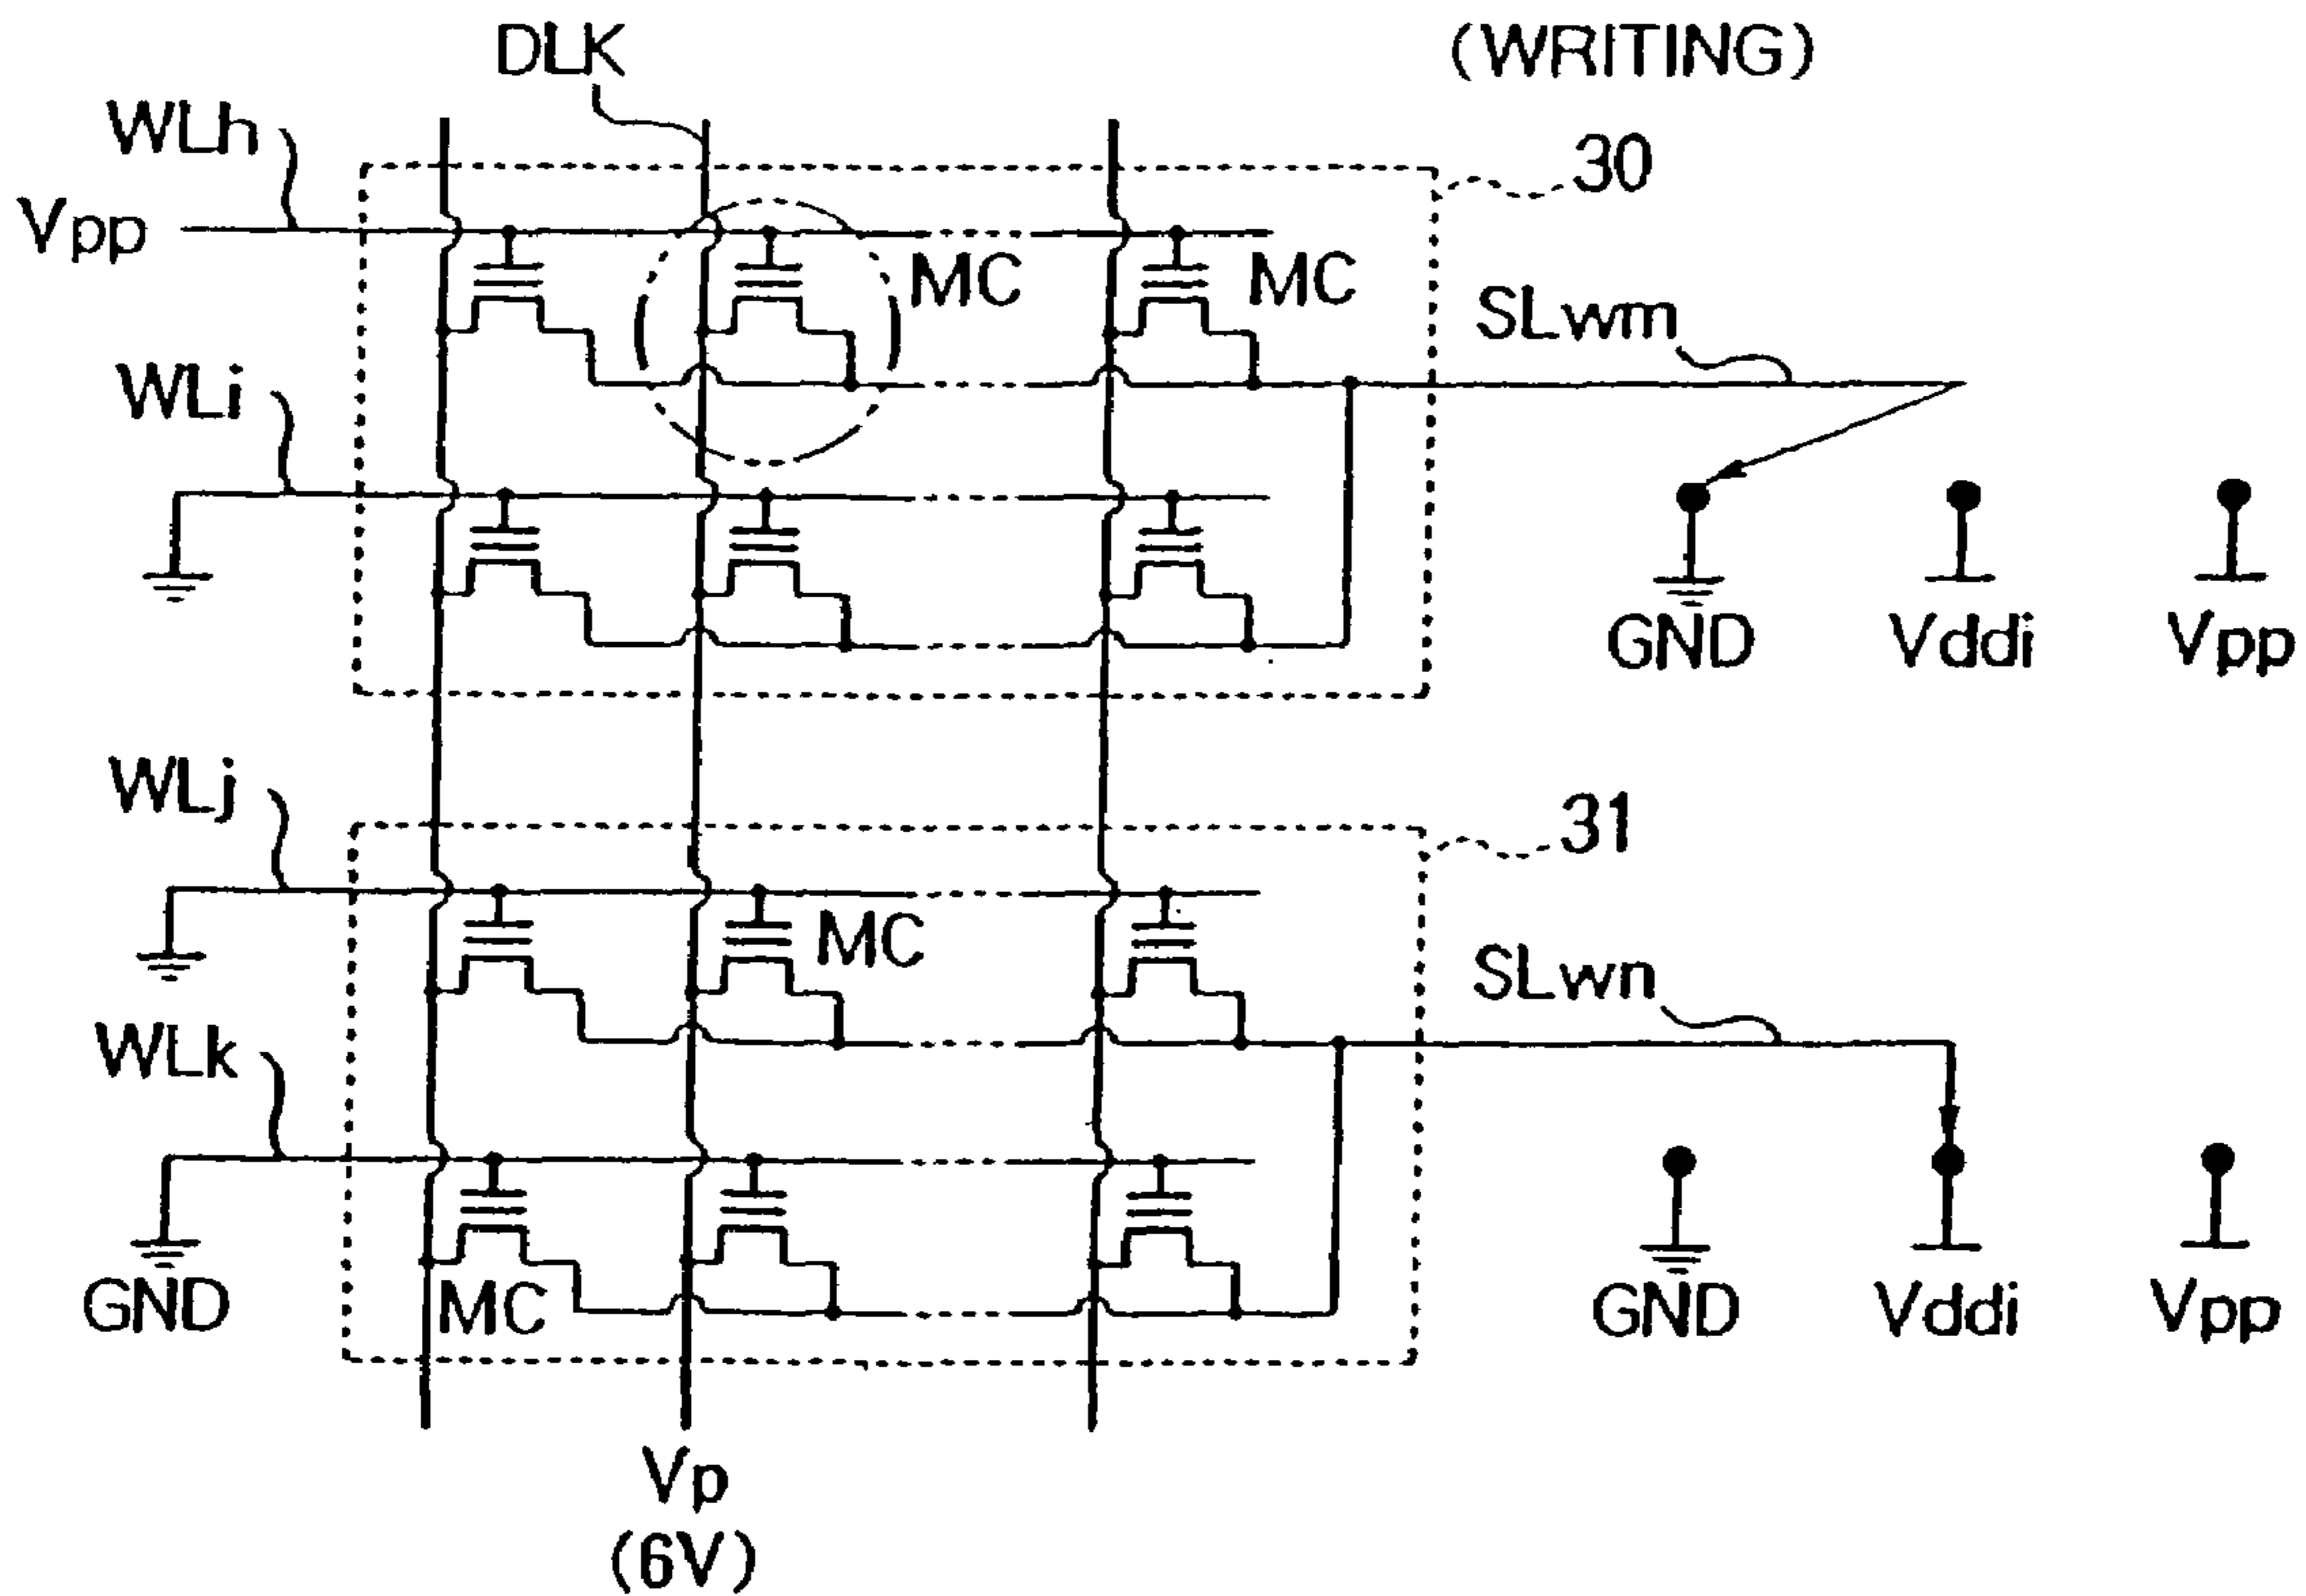 DLK
(WRITING)
WLh
30
Vpp
MC
MC
SLwm
WLi
GND
Vddi
Vpp
WLj
31
MC
SLwn
WLk
GND
MC
GND
Vddi
Vpp
Vp
(6V)